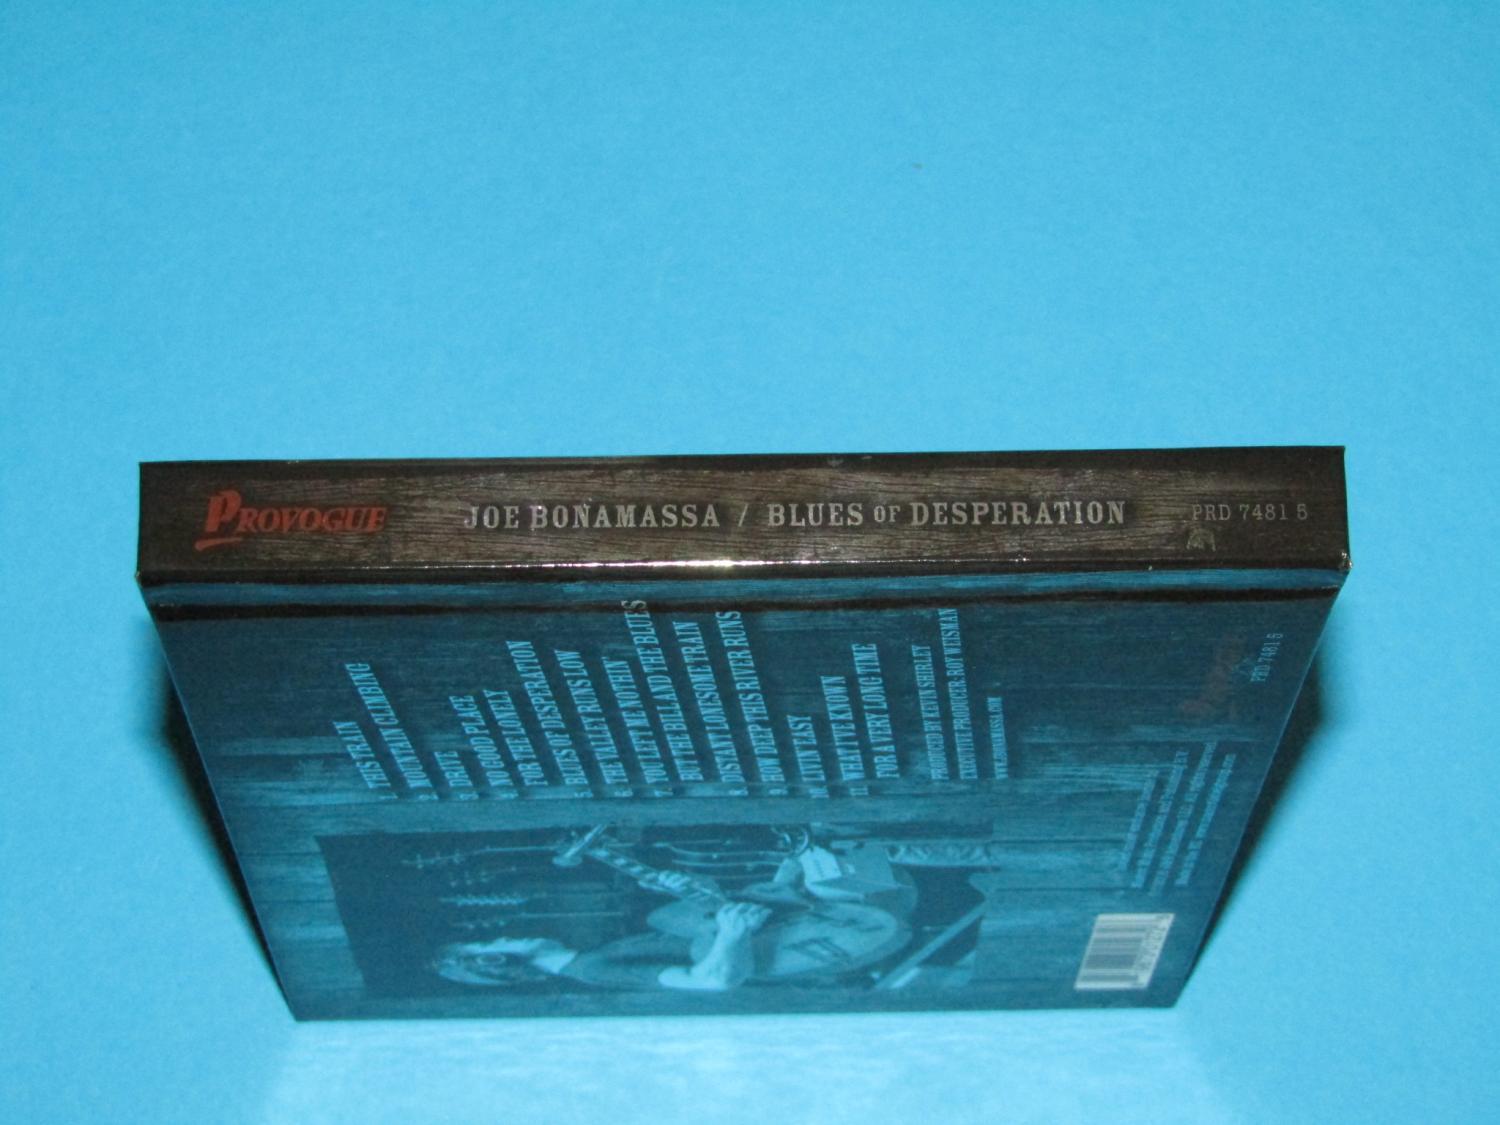 PROVOGUE
JOE BONAMASSA / BLUES OF DESPERATION
PRD 7481 5
1. THIS TRAIN
2. MOUNTAIN CLIMBING
3. DRIVE
4. NO GOOD PLACE
FOR THE LONELY
5. BLUES OF DESPERATION
6. THE VALLEY RUNS LOW
7. YOU LEFT ME NOTHIN'
BUT THE BILL AND THE BLUES
8. DISTANT LONESOME TRAIN
9. HOW DEEP THIS RIVER RUNS
10. LIVIN' EASY
11. WHAT I'VE KNOWN
FOR A VERY LONG TIME
PRODUCED BY KEVIN SHIRLEY
EXECUTIVE PRODUCER: ROY WEISMAN
WWW.JBONAMASSA.COM
PROVOGUE
PRD 7481 5